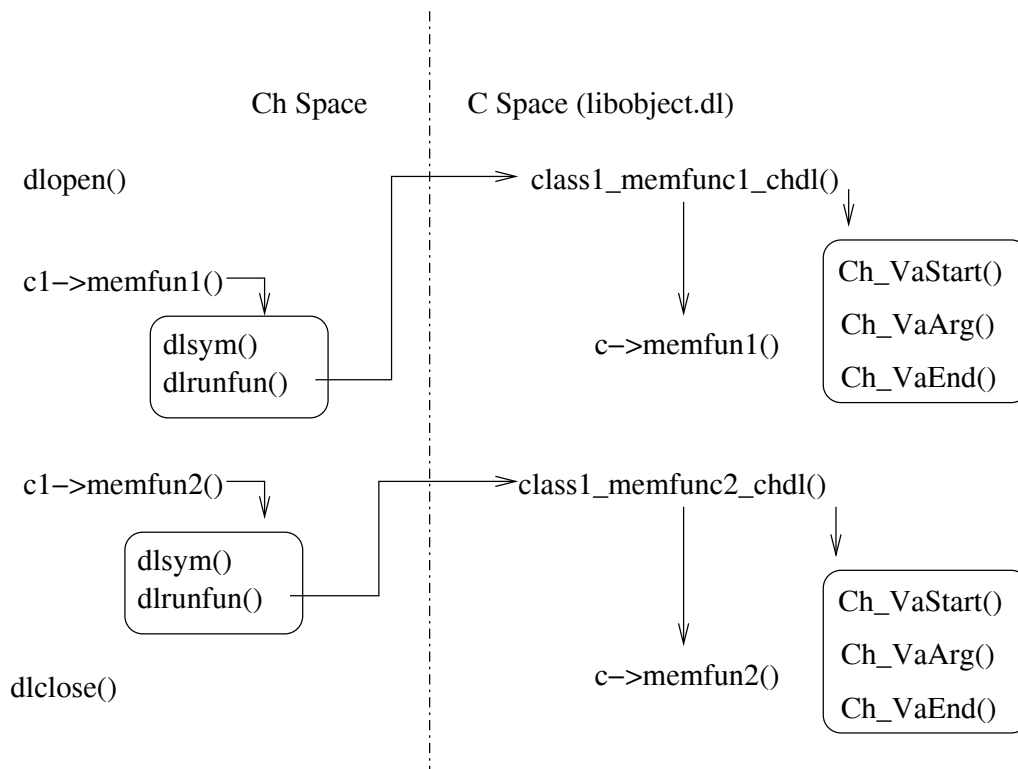 Ch Space
C Space (libobject.dl)
dlopen()
class1_memfunc1_chdl()
c1−>memfun1()
Ch_VaStart()
dlsym()
Ch_VaArg()
c−>memfun1()
dlrunfun()
Ch_VaEnd()
c1−>memfun2()
class1_memfunc2_chdl()
dlsym()
dlrunfun()
Ch_VaStart()
Ch_VaArg()
c−>memfun2()
dlclose()
Ch_VaEnd()